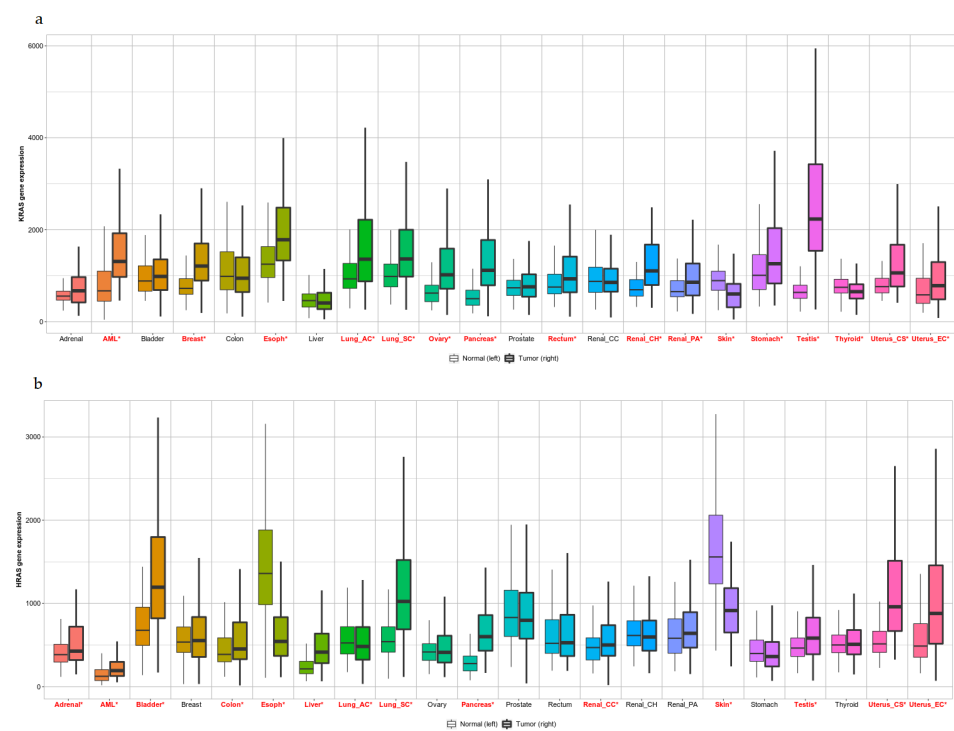 a
KRAS gene expression
6000
4000
2000
0
Adrenal AML* Bladder Breast* Colon Esoph* Liver Lung_AC* Lung_SC* Ovary* Pancreas* Prostate Rectum* Renal_CC Renal_CH* Renal_PA* Skin* Stomach* Testis* Thyroid* Uterus_CS* Uterus_EC*
Normal (left) Tumor (right)
b
HRAS gene expression
3000
2000
1000
0
Adrenal* AML* Bladder* Breast Colon* Esoph* Liver* Lung_AC* Lung_SC* Ovary Pancreas* Prostate Rectum Renal_CC* Renal_CH Renal_PA Skin* Stomach Testis* Thyroid Uterus_CS* Uterus_EC*
Normal (left) Tumor (right)